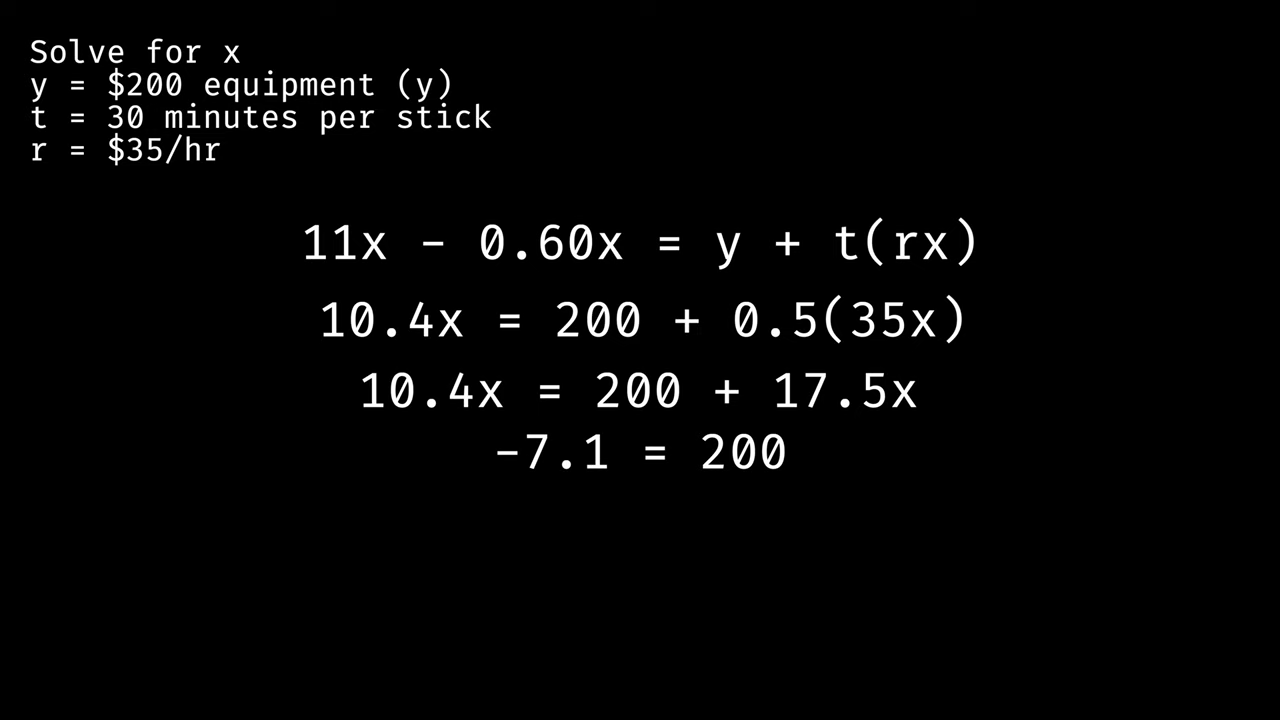 Solve for x
y = $200 equipment (y)
t = 30 minutes per stick
r = $35/hr
11x - 0.60x = y + t(rx)
10.4x = 200 + 0.5(35x)
10.4x = 200 + 17.5x
-7.1 = 200